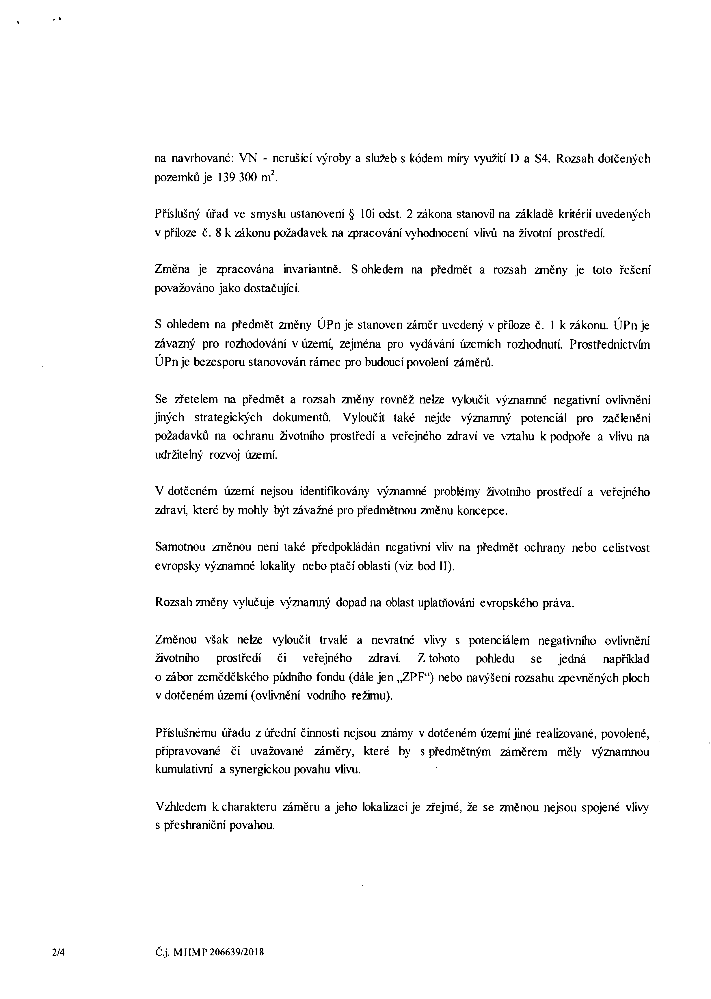 na navrhované: VN - nerušící výroby a služeb s kódem míry využití D a S4. Rozsah dotčených
pozemků je 139 300 m².
Příslušný úřad ve smyslu ustanovení § 10i odst. 2 zákona stanovil na základě kritérií uvedených
v příloze č. 8 k zákonu požadavek na zpracování vyhodnocení vlivů na životní prostředí.
Změna je zpracována invariantně. S ohledem na předmět a rozsah změny je toto řešení
považováno jako dostačující.
S ohledem na předmět změny ÚPn je stanoven záměr uvedený v příloze č. 1 k zákonu. ÚPn je
závazný pro rozhodování v území, zejména pro vydávání územích rozhodnutí. Prostřednictvím
ÚPn je bezesporu stanovován rámec pro budoucí povolení záměrů.
Se zřetelem na předmět a rozsah změny rovněž nelze vyloučit významně negativní ovlivnění
jiných strategických dokumentů. Vyloučit také nejde významný potenciál pro začlenění
požadavků na ochranu životního prostředí a veřejného zdraví ve vztahu k podpoře a vlivu na
udržitelný rozvoj území.
V dotčeném území nejsou identifikovány významné problémy životního prostředí a veřejného
zdraví, které by mohly být závažné pro předmětnou změnu koncepce.
Samotnou změnou není také předpokládán negativní vliv na předmět ochrany nebo celistvost
evropsky významné lokality nebo ptačí oblasti (viz bod II).
Rozsah změny vylučuje významný dopad na oblast uplatňování evropského práva.
Změnou však nelze vyloučit trvalé a nevratné vlivy s potenciálem negativního ovlivnění
životního prostředí či veřejného zdraví. Z tohoto pohledu se jedná například
o zábor zemědělského půdního fondu (dále jen „ZPF“) nebo navýšení rozsahu zpevněných ploch
v dotčeném území (ovlivnění vodního režimu).
Příslušnému úřadu z úřední činnosti nejsou známy v dotčeném území jiné realizované, povolené,
připravované či uvažované záměry, které by s předmětným záměrem měly významnou
kumulativní a synergickou povahu vlivu.
Vzhledem k charakteru záměru a jeho lokalizaci je zřejmé, že se změnou nejsou spojené vlivy
s přeshraniční povahou.
2/4 Č.j. MHMP 206639/2018